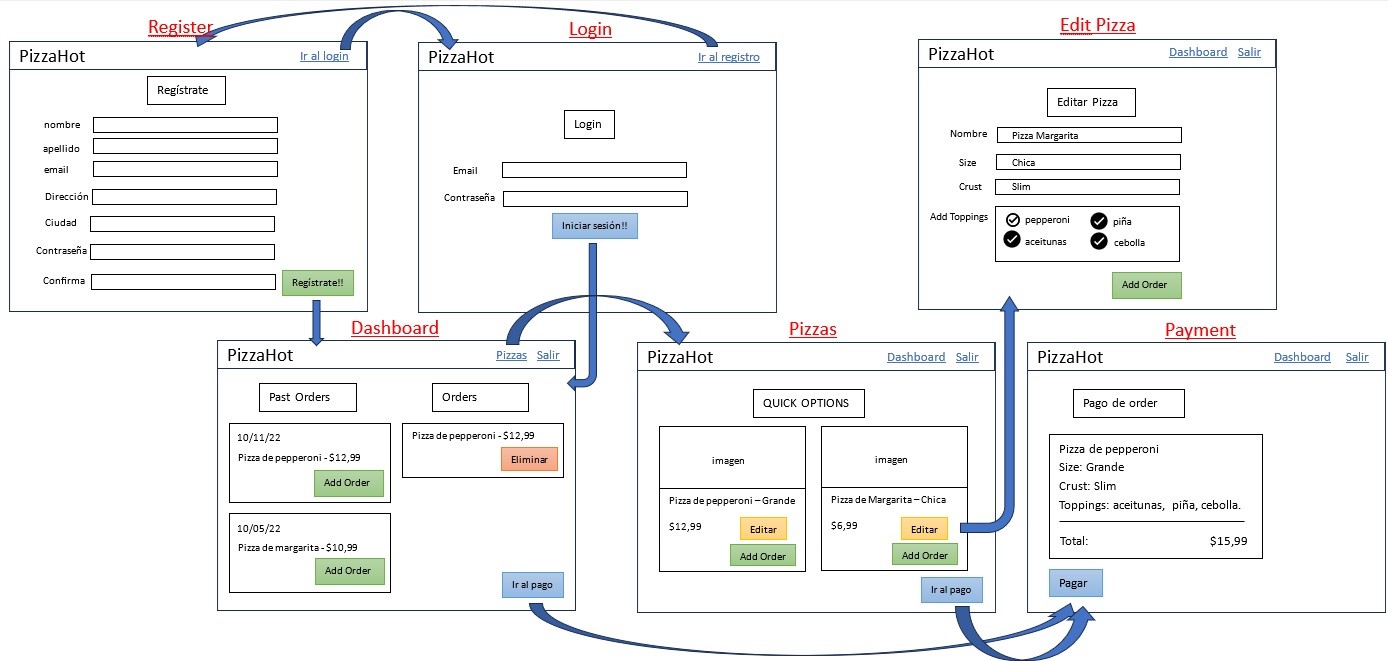 Register
PizzaHot
Ir al login
Regístrate
nombre
apellido
email
Dirección
Ciudad
Contraseña
Confirma
Regístrate!!
Login
PizzaHot
Ir al registro
Login
Email
Contraseña
Iniciar sesión!!
Edit Pizza
PizzaHot
Dashboard Salir
Editar Pizza
Nombre Pizza Margarita
Size Chica
Crust Slim
Add Toppings pepperoni piña
aceitunas cebolla
Add Order
Dashboard
PizzaHot
Pizzas Salir
Past Orders
10/11/22
Pizza de pepperoni - $12,99
Add Order
10/05/22
Pizza de margarita - $10,99
Add Order
Orders
Pizza de pepperoni - $12,99
Eliminar
Ir al pago
Pizzas
PizzaHot
Dashboard Salir
QUICK OPTIONS
imagen
Pizza de pepperoni – Grande
$12,99
Editar
Add Order
imagen
Pizza de Margarita – Chica
$6,99
Editar
Add Order
Ir al pago
Payment
PizzaHot
Dashboard Salir
Pago de order
Pizza de pepperoni
Size: Grande
Crust: Slim
Toppings: aceitunas, piña, cebolla.
Total: $15,99
Pagar